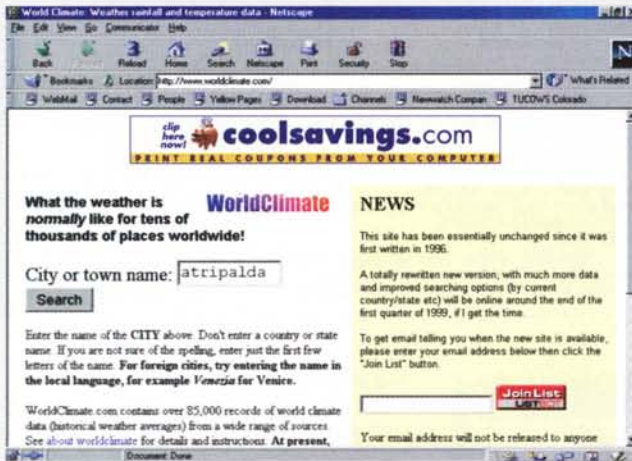 World Climate: Weather rainfall and temperature data - Netscape
File Edit View Go Communicator Help
Back Reload Home Search Netscape Print Security Stop
Bookmarks Location: http://www.worldclimate.com/ What's Related
WebMail Contact People Yellow Pages Download Channels Newwatch Compan TUCOWS Colorado
clip here now! coolsavings.com
PRINT REAL COUPONS FROM YOUR COMPUTER
What the weather is normally like for tens of thousands of places worldwide!
WorldClimate
City or town name: atripalda
Search
Enter the name of the CITY above. Don't enter a country or state
name. If you are not sure of the spelling, enter just the first few
letters of the name. For foreign cities, try entering the name in
the local language, for example Venezia for Venice.
WorldClimate.com contains over 85,000 records of world climate
data (historical weather averages) from a wide range of sources.
See about worldclimate for details and instructions. At present,
NEWS
This site has been essentially unchanged since it was
first written in 1996.
A totally rewritten new version, with much more data
and improved searching options (by current
country/state etc) will be online around the end of the
first quarter of 1999, if I get the time.
To get email telling you when the new site is available,
please enter your email address below then click the
"Join List" button.
Join List
Your email address will not be released to anyone
Document: Done